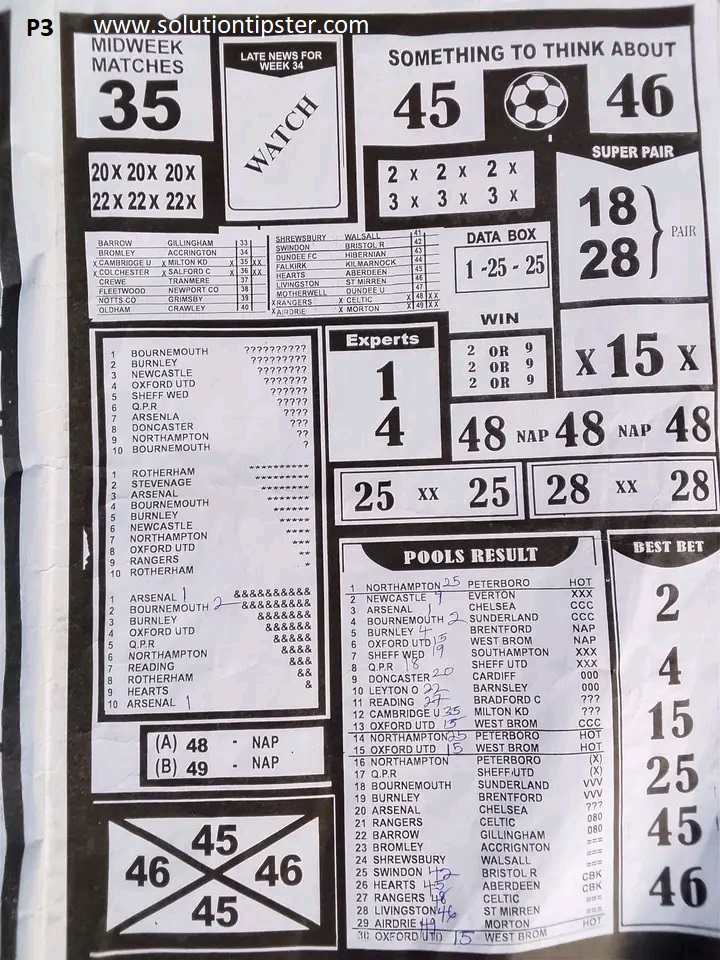 P3
www.solutiontipster.com
MIDWEEK
MATCHES
35
LATE NEWS FOR
WEEK 34
WATCH
SOMETHING TO THINK ABOUT
45 46
20X 20X 20X
22X 22X 22X
2 X 2 X 2 X
3 X 3 X 3 X
SUPER PAIR
18
28
PAIR
BARROW GILLINGHAM 33
BROMLEY ACCRINGTON 34
X CAMBRIDGE U X MILTON KD X 35 XX
X COLCHESTER X SALFORD C X 36 XX
CREWE TRANMERE 37
FLEETWOOD NEWPORT CO 38
NOTTS CO GRIMSBY 39
OLDHAM CRAWLEY 40
SHREWSBURY WALSALL 41
SWINDON BRISTOL R 42
DUNDEE FC HIBERNIAN 43
FALKIRK KILMARNOCK 44
HEARTS ABERDEEN 45
LIVINGSTON ST MIRREN 46
MOTHERWELL DUNDEE U 47
X RANGERS X CELTIC X 48 XX
X AIRDRIE X MORTON X 49 XX
DATA BOX
1 -25 - 25
WIN
2 OR 9
2 OR 9
2 OR 9
X 15 X
Experts
1
4
48 NAP 48 NAP 48
25 XX 25
28 XX 28
1 BOURNEMOUTH ??????????
2 BURNLEY ?????????
3 NEWCASTLE ????????
4 OXFORD UTD ???????
5 SHEFF WED ??????
6 Q.P.R ?????
7 ARSENLA ????
8 DONCASTER ???
9 NORTHAMPTON ??
10 BOURNEMOUTH ?
1 ROTHERHAM
2 STEVENAGE
3 ARSENAL
4 BOURNEMOUTH
5 BURNLEY
6 NEWCASTLE
7 NORTHAMPTON
8 OXFORD UTD
9 RANGERS
10 ROTHERHAM
1 ARSENAL 1 &&&&&&&&&&
2 BOURNEMOUTH 2 &&&&&&&&&
3 BURNLEY &&&&&&&&
4 OXFORD UTD &&&&&&&
5 Q.P.R &&&&&&
6 NORTHAMPTON &&&&
7 READING &&&
8 ROTHERHAM &&
9 HEARTS &
10 ARSENAL 1
(A) 48 - NAP
(B) 49 - NAP
45
46 46
45
POOLS RESULT
1 NORTHAMPTON 25 PETERBORO HOT
2 NEWCASTLE 9 EVERTON XXX
3 ARSENAL 1 CHELSEA CCC
4 BOURNEMOUTH 2 SUNDERLAND CCC
5 BURNLEY 4 BRENTFORD NAP
6 OXFORD UTD 15 WEST BROM NAP
7 SHEFF WED 19 SOUTHAMPTON XXX
8 Q.P.R 18 SHEFF UTD XXX
9 DONCASTER 20 CARDIFF 000
10 LEYTON O 22 BARNSLEY 000
11 READING 27 BRADFORD C ???
12 CAMBRIDGE U 35 MILTON KD ???
13 OXFORD UTD 15 WEST BROM CCC
14 NORTHAMPTON 25 PETERBORO HOT
15 OXFORD UTD 15 WEST BROM HOT
16 NORTHAMPTON PETERBORO (X)
17 Q.P.R SHEFF/UTD (X)
18 BOURNEMOUTH SUNDERLAND VVV
19 BURNLEY BRENTFORD VVV
20 ARSENAL CHELSEA ???
21 RANGERS CELTIC 080
22 BARROW GILLINGHAM 080
23 BROMLEY ACCRIGNTON ===
24 SHREWSBURY WALSALL ===
25 SWINDON 42 BRISTOL R ===
26 HEARTS 45 ABERDEEN CBK
27 RANGERS 48 CELTIC CBK
28 LIVINGSTON 46 ST MIRREN ===
29 AIRDRIE 49 MORTON ===
30 OXFORD UTD 15 WEST BROM HOT
BEST BET
2
4
15
25
45
46